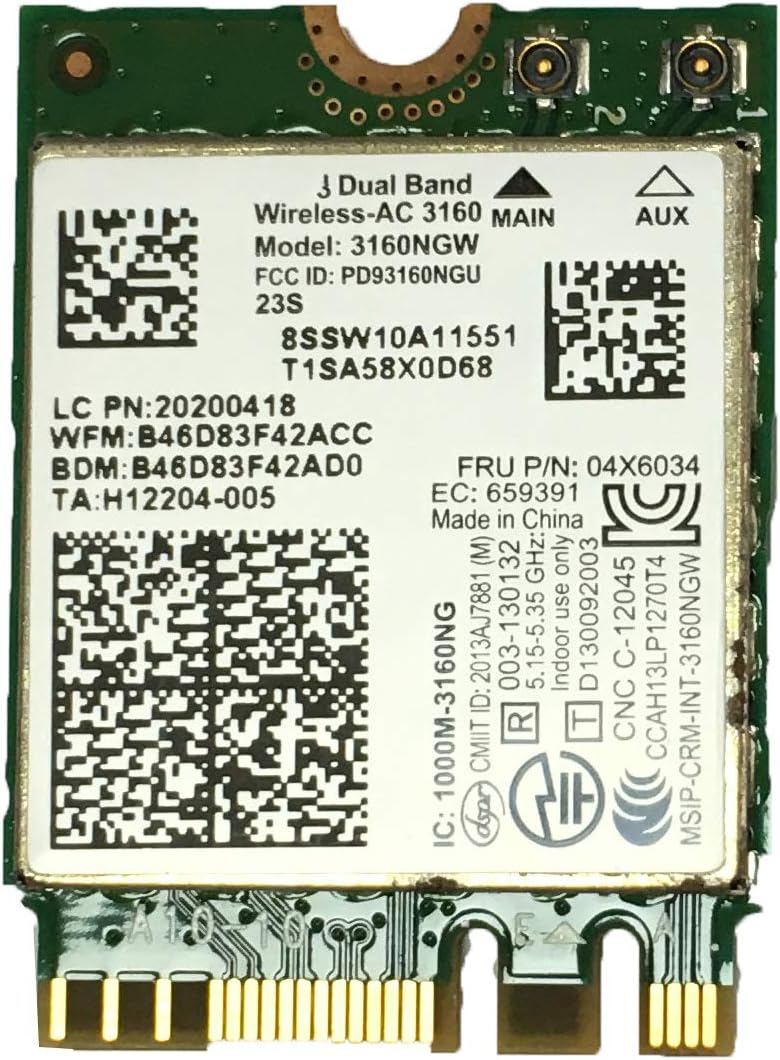 2
1
Dual Band
Wireless-AC 3160
MAIN
AUX
Model: 3160NGW
FCC ID: PD93160NGU
23S
8SSW10A11551
T1SA58X0D68
LC PN:20200418
WFM:B46D83F42ACC
BDM:B46D83F42AD0
TA:H12204-005
FRU P/N: 04X6034
EC: 659391
Made in China
IC: 1000M-3160NG
CMIIT ID: 2013AJ7881 (M)
R 003-130132
5.15-5.35 GHz:
Indoor use only
T D130092003
CNC C-12045
CCAH13LP1270T4
MSIP-CRM-INT-3160NGW
A10-10
E
A